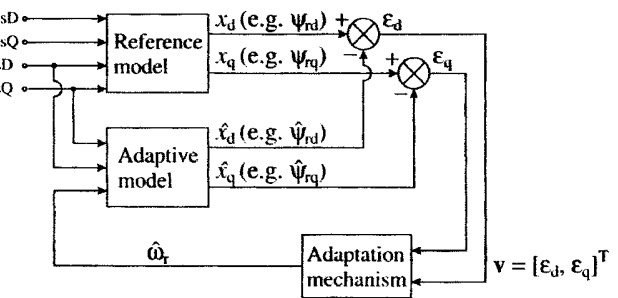 sD
sQ
D
Q
Reference
model
x_d (e.g. ψ_rd) +
ε_d
−
x_q (e.g. ψ_rq)
+
ε_q
−
Adaptive
model
x̂_d (e.g. ψ̂_rd)
x̂_q (e.g. ψ̂_rq)
ω̂_r
Adaptation
mechanism
v = [ε_d, ε_q]^T